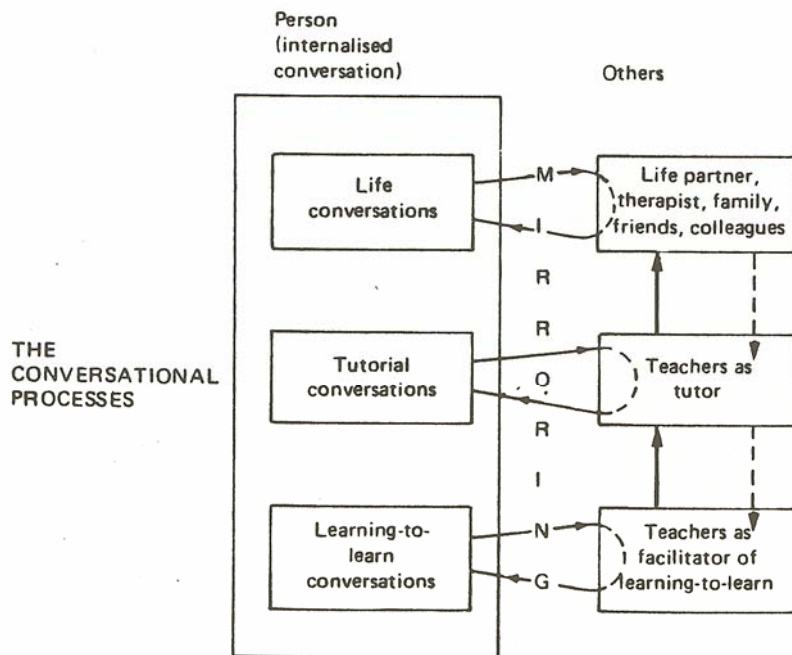 Person
(internalised
conversation)
Others
Life
conversations
Life partner,
therapist, family,
friends, colleagues
THE
CONVERSATIONAL
PROCESSES
Tutorial
conversations
Teachers as
tutor
Learning-to-
learn
conversations
Teachers as
facilitator of
learning-to-learn
M
I
R
R
O
R
I
N
G